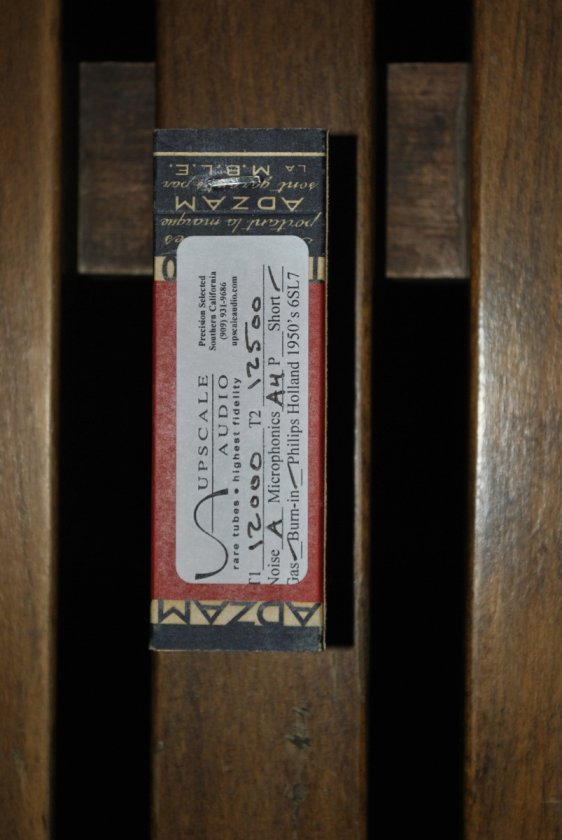 UPSCALE
AUDIO
rare tubes • highest fidelity
Precision Selected
Southern California
(909) 931-9686
upscaleaudio.com
T1 12000 T2 12500
Noise A Microphonics A4 P Short
Gas Burn-in Philips Holland 1950's 6SL7
portant la marque
ADZAM
sont par
LA M.B.L.E.
ADZAM